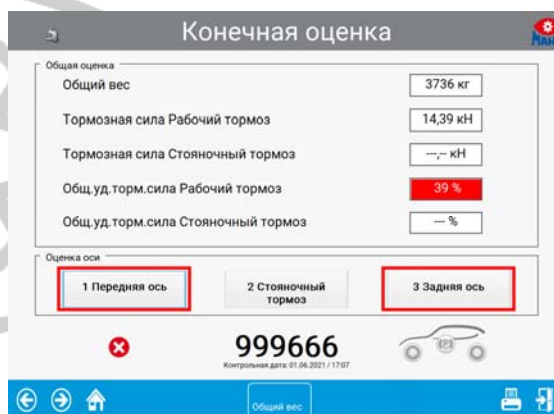 Конечная оценка
МАНА
Общая оценка
Общий вес
3736 кг
Тормозная сила Рабочий тормоз
14,39 кН
Тормозная сила Стояночный тормоз
---,-- кН
Общ.уд.торм.сила Рабочий тормоз
39 %
Общ.уд.торм.сила Стояночный тормоз
--- %
Оценка оси
1 Передняя ось
2 Стояночный
тормоз
3 Задняя ось
999666
Контрольная дата: 01.06.2021 / 17:07
Общий вес